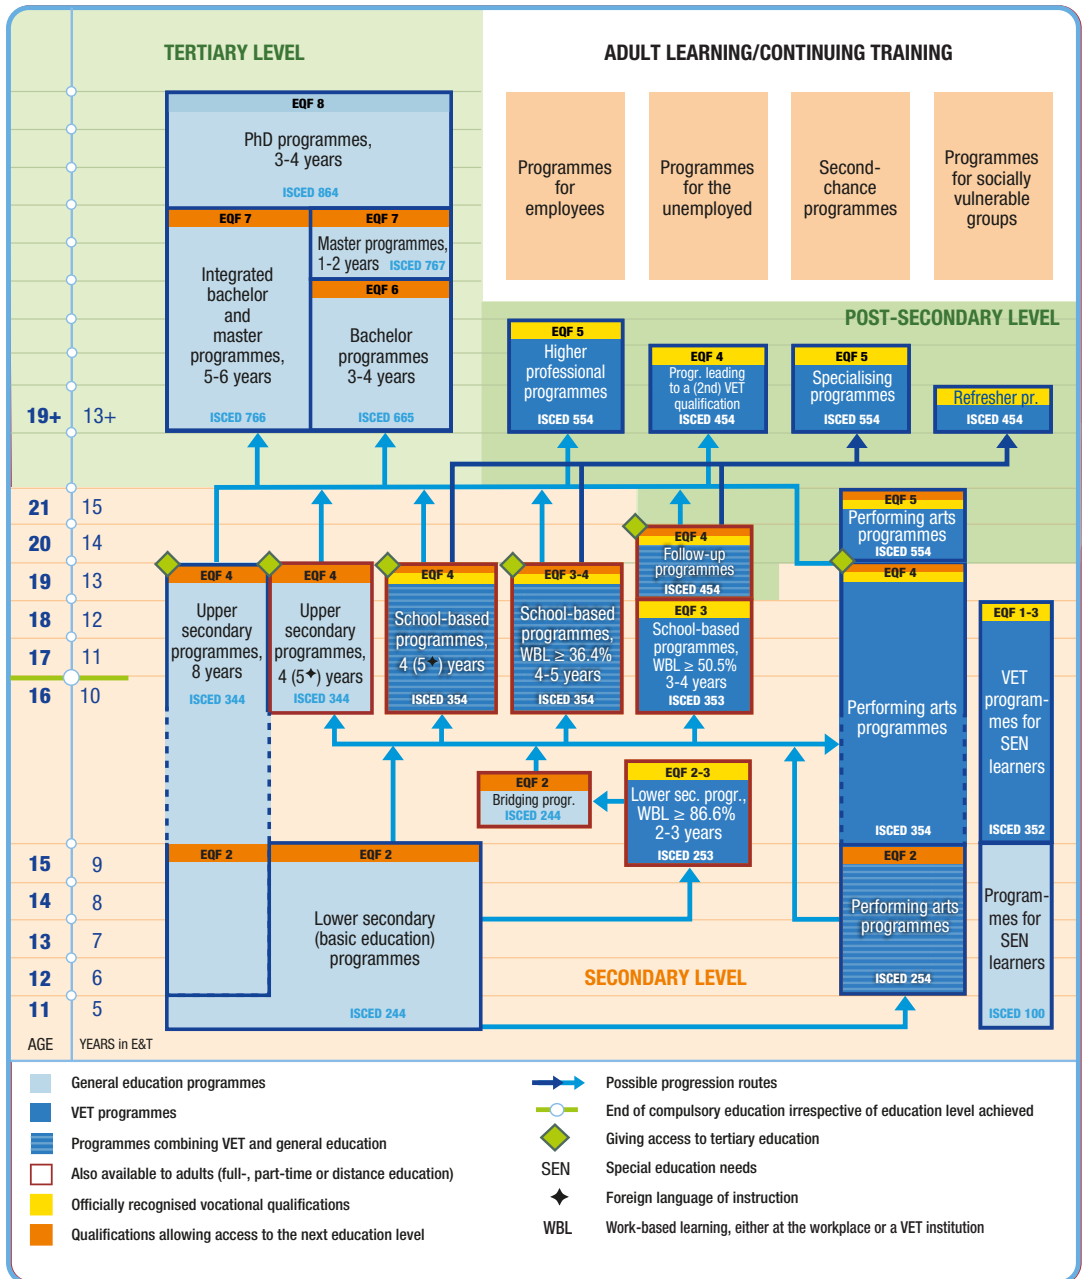 TERTIARY LEVEL
ADULT LEARNING/CONTINUING TRAINING
EQF 8
PhD programmes,
3-4 years
ISCED 864
Programmes
for
employees
Programmes
for the
unemployed
Second-
chance
programmes
Programmes
for socially
vulnerable
groups
EQF 7
Integrated
bachelor
and
master
programmes,
5-6 years
ISCED 766
EQF 7
Master programmes,
1-2 years ISCED 767
EQF 6
Bachelor
programmes
3-4 years
ISCED 665
POST-SECONDARY LEVEL
EQF 5
Higher
professional
programmes
ISCED 554
EQF 4
Progr. leading
to a (2nd) VET
qualification
ISCED 454
EQF 5
Specialising
programmes
ISCED 554
Refresher pr.
ISCED 454
19+ 13+
21 15
20 14
19 13
18 12
17 11
16 10
15 9
14 8
13 7
12 6
11 5
AGE YEARS in E&T
EQF 4
Upper
secondary
programmes,
8 years
ISCED 344
EQF 4
Upper
secondary
programmes,
4 (5✦) years
ISCED 344
EQF 4
School-based
programmes,
4 (5✦) years
ISCED 354
EQF 3-4
School-based
programmes,
WBL ≥ 36.4%
4-5 years
ISCED 354
EQF 4
Follow-up
programmes
ISCED 454
EQF 3
School-based
programmes,
WBL ≥ 50.5%
3-4 years
ISCED 353
EQF 5
Performing arts
programmes
ISCED 554
EQF 4
Performing arts
programmes
ISCED 354
EQF 1-3
VET
program-
mes for
SEN
learners
ISCED 352
EQF 2
Bridging progr.
ISCED 244
EQF 2-3
Lower sec. progr.,
WBL ≥ 86.6%
2-3 years
ISCED 253
EQF 2
EQF 2
Lower secondary
(basic education)
programmes
ISCED 244
EQF 2
Performing arts
programmes
ISCED 254
Program-
mes for
SEN
learners
ISCED 100
SECONDARY LEVEL
General education programmes
VET programmes
Programmes combining VET and general education
Also available to adults (full-, part-time or distance education)
Officially recognised vocational qualifications
Qualifications allowing access to the next education level
Possible progression routes
End of compulsory education irrespective of education level achieved
Giving access to tertiary education
SEN Special education needs
✦ Foreign language of instruction
WBL Work-based learning, either at the workplace or a VET institution